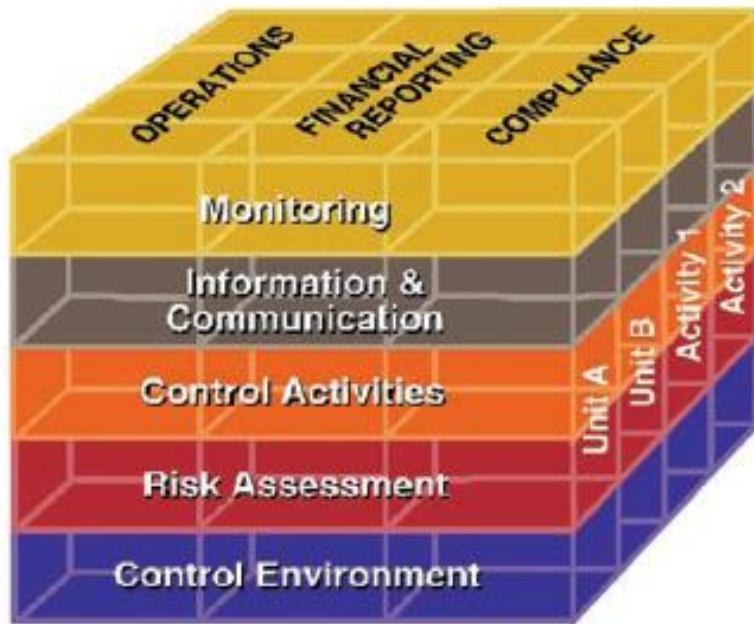 OPERATIONS
FINANCIAL
REPORTING
COMPLIANCE
Monitoring
Information &
Communication
Control Activities
Risk Assessment
Control Environment
Unit A
Unit B
Activity 1
Activity 2